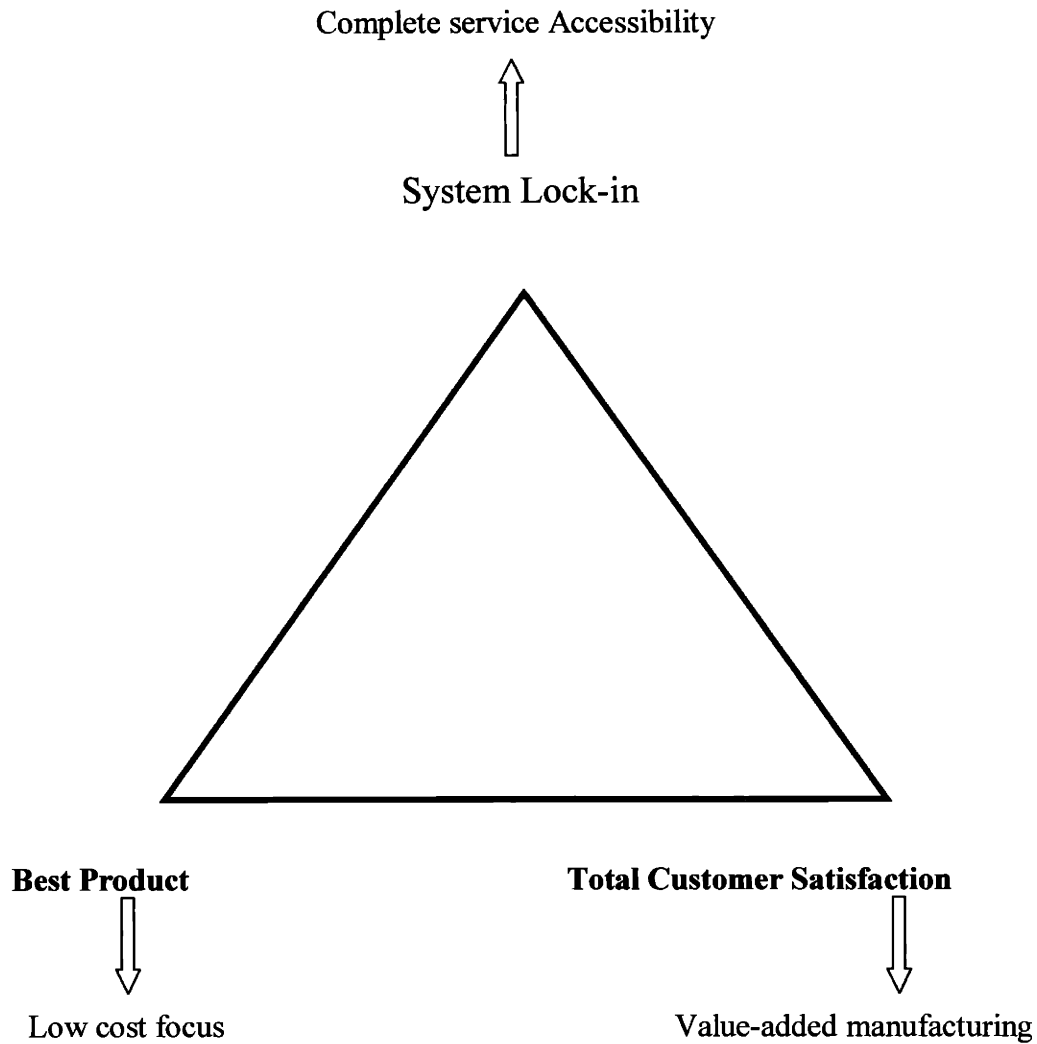 Complete service Accessibility
System Lock-in
Best Product
Total Customer Satisfaction
Low cost focus
Value-added manufacturing